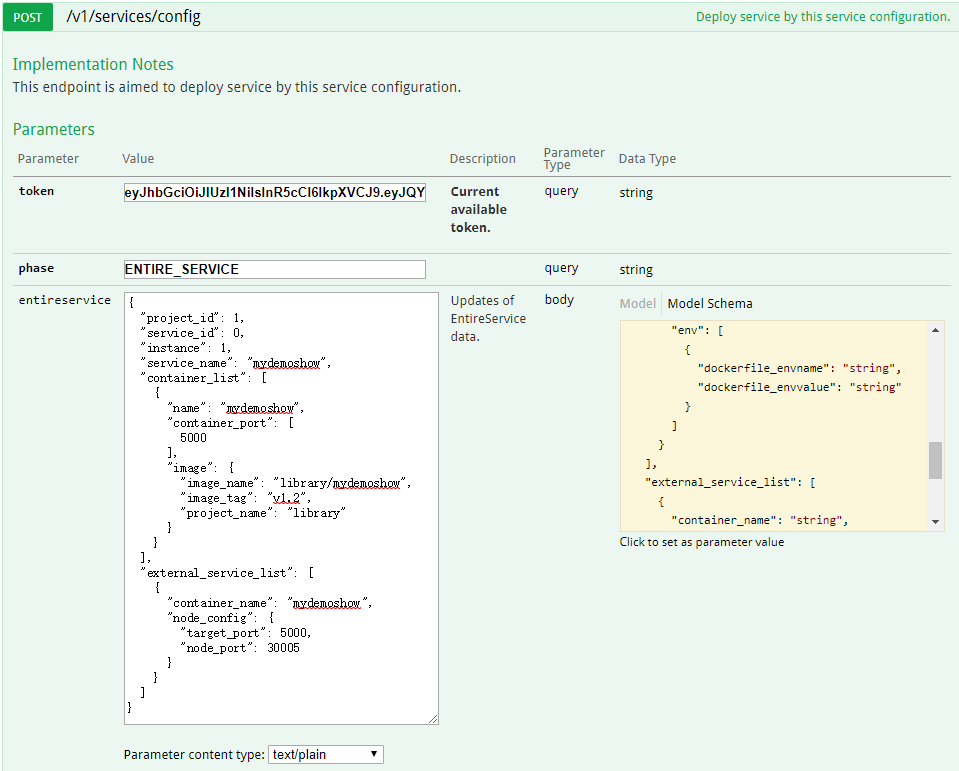 POST /v1/services/config Deploy service by this service configuration.
Implementation Notes
This endpoint is aimed to deploy service by this service configuration.
Parameters
Parameter Value Description Parameter Type Data Type
token eyJhbGciOiJIUzI1NiIsInR5cCI6IkpXVCJ9.eyJQY Current available token. query string
phase ENTIRE_SERVICE query string
entireservice
{
"project_id": 1,
"service_id": 0,
"instance": 1,
"service_name": "mydemoshow",
"container_list": [
{
"name": "mydemoshow",
"container_port": [
5000
],
"image": {
"image_name": "library/mydemoshow",
"image_tag": "v1.2",
"project_name": "library"
}
}
],
"external_service_list": [
{
"container_name": "mydemoshow",
"node_config": {
"target_port": 5000,
"node_port": 30005
}
}
]
}
Updates of
EntireService
data.
body
Model Model Schema
"env": [
{
"dockerfile_envname": "string",
"dockerfile_envvalue": "string"
}
]
}
],
"external_service_list": [
{
"container_name": "string",
Click to set as parameter value
Parameter content type: text/plain